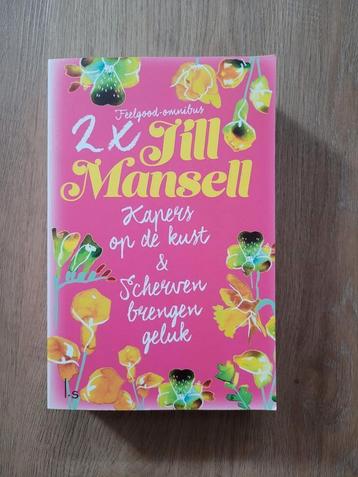 Feelgood-omnibus
2x Jill
Mansell
Kapers
op de kust
&
Scherven
brengen
geluk
l·s